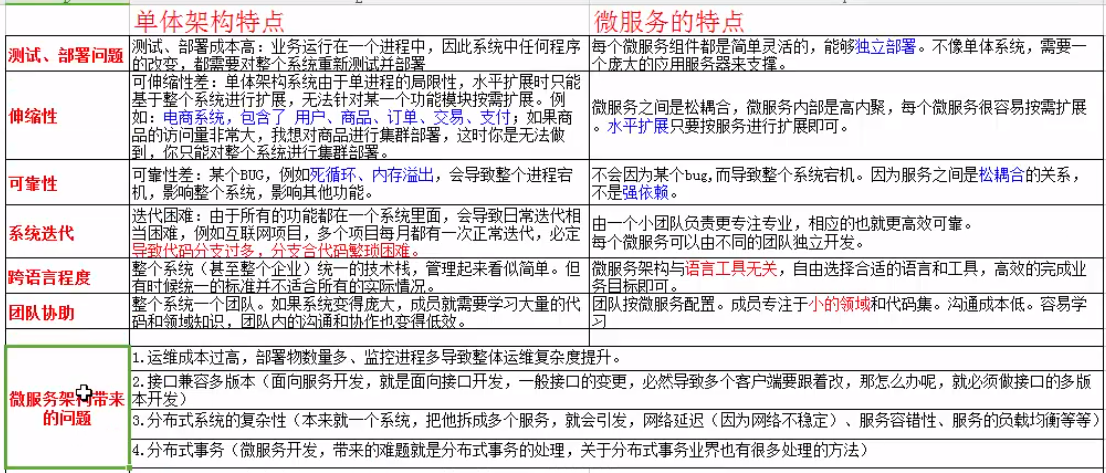 单体架构特点
微服务的特点
测试、部署问题
测试、部署成本高：业务运行在一个进程中，因此系统中任何程序
的改变，都需要对整个系统重新测试并部署
每个微服务组件都是简单灵活的，能够独立部署。不像单体系统，需要一
个庞大的应用服务器来支撑。
伸缩性
可伸缩性差：单体架构系统由于单进程的局限性，水平扩展时只能
基于整个系统进行扩展，无法针对某一个功能模块按需扩展。例
如：电商系统，包含了 用户、商品、订单、交易、支付；如果商
品的访问量非常大，我想对商品进行集群部署，这时你是无法做
到，你只能对整个系统进行集群部署。
微服务之间是松耦合，微服务内部是高内聚，每个微服务很容易按需扩展
。水平扩展只要按服务进行扩展即可。
可靠性
可靠性差：某个BUG，例如死循环、内存溢出，会导致整个进程宕
机，影响整个系统，影响其他功能。
不会因为某个bug,而导致整个系统宕机。因为服务之间是松耦合的关系，
不是强依赖。
系统迭代
迭代困难：由于所有的功能都在一个系统里面，会导致日常迭代相
当困难，例如互联网项目，多个项目每月都有一次正常迭代，必定
导致代码分支过多，分支合代码繁琐困难。
由一个小团队负责更专注专业，相应的也就更高效可靠。
每个微服务可以由不同的团队独立开发。
跨语言程度
整个系统（甚至整个企业）统一的技术栈，管理起来看似简单。但
有时候统一的标准并不适合所有的实际情况。
微服务架构与语言工具无关，自由选择合适的语言和工具，高效的完成业
务目标即可。
团队协助
整个系统一个团队。如果系统变得庞大，成员就需要学习大量的代
码和领域知识，团队内的沟通和协作也变得低效。
团队按微服务配置。成员专注于小的领域和代码集。沟通成本低。容易学
习
微服务架构带来
的问题
1.运维成本过高，部署物数量多、监控进程多导致整体运维复杂度提升。
2.接口兼容多版本（面向服务开发，就是面向接口开发，一般接口的变更，必然导致多个客户端要跟着改，那怎么办呢，就必须做接口的多版
本开发）
3.分布式系统的复杂性（本来就一个系统，把他拆成多个服务，就会引发，网络延迟（因为网络不稳定）、服务容错性、服务的负载均衡等等）
4.分布式事务（微服务开发，带来的难题就是分布式事务的处理，关于分布式事务业界也有很多处理的方法）